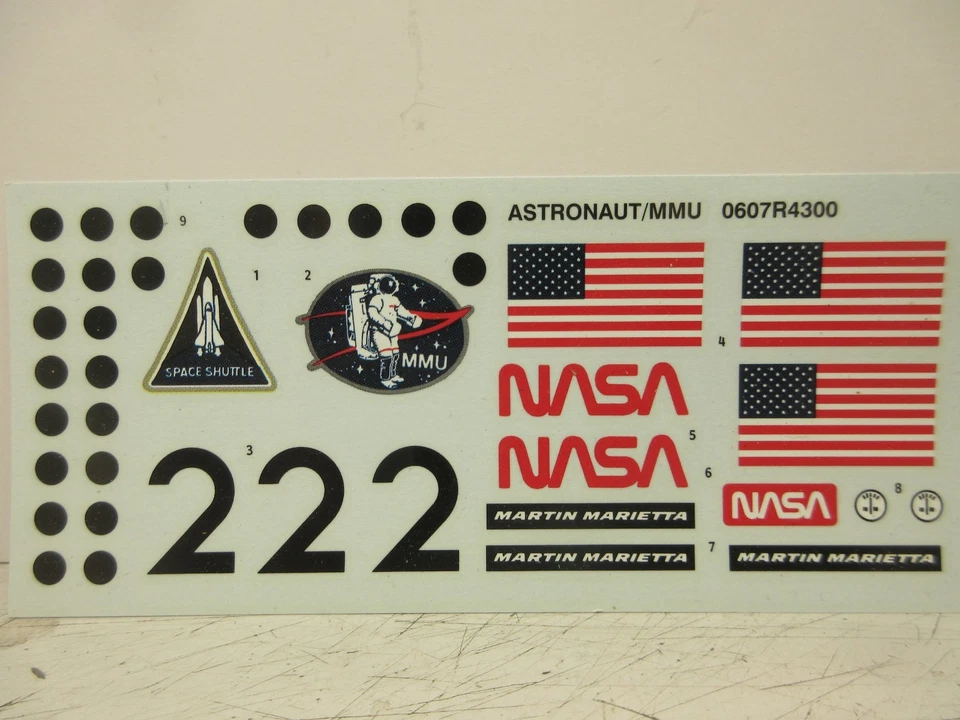 ASTRONAUT/MMU 0607R4300
9
1
2
SPACE SHUTTLE
MMU
4
NASA
3
5
NASA
6
222
NASA
8
MARTIN MARIETTA
7
MARTIN MARIETTA
MARTIN MARIETTA